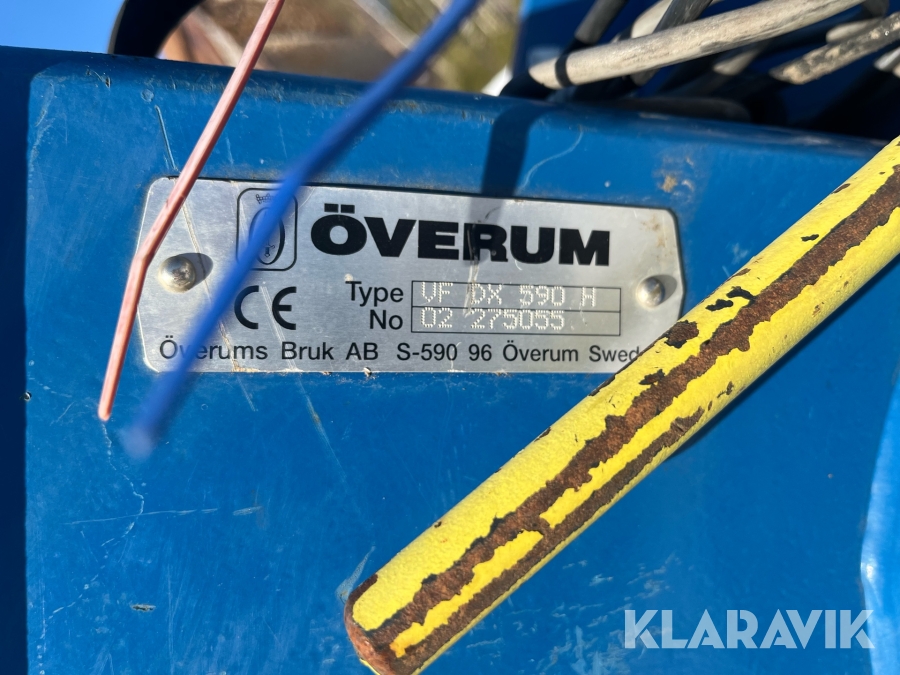 ÖVERUM
CE
Type VF DX 590 H
No 02 275055
Överums Bruk AB S-590 96 Överum Swed
KLARAVIK